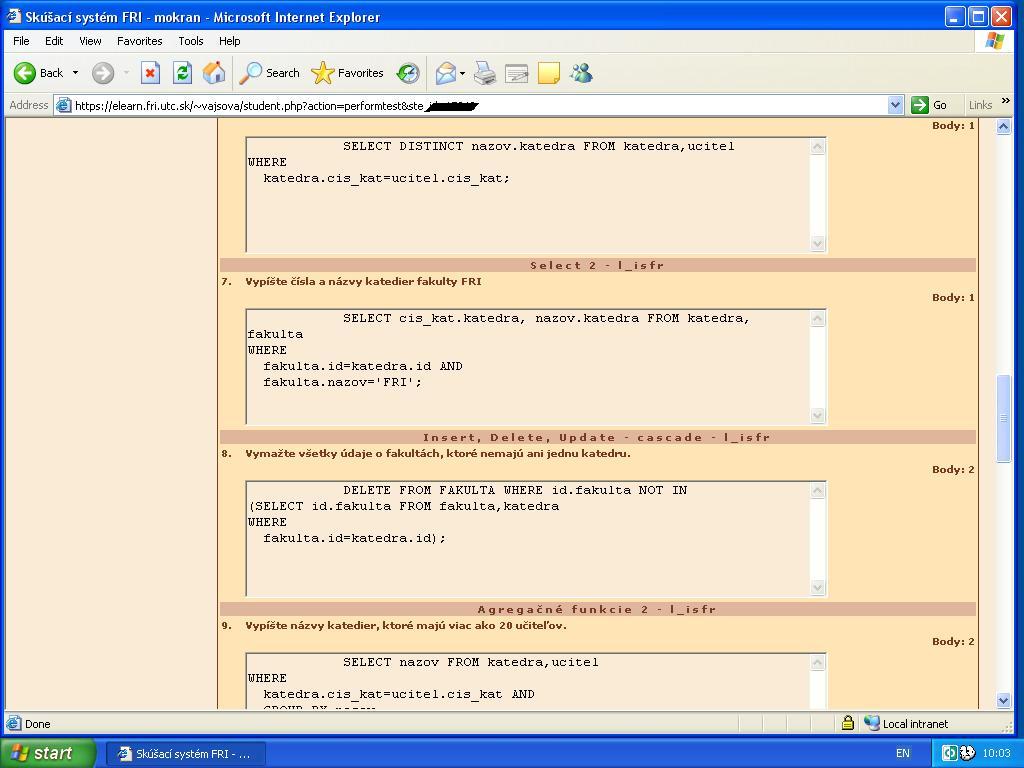 Skúšací systém FRI - mokran - Microsoft Internet Explorer
File Edit View Favorites Tools Help
Back Search Favorites
Address https://elearn.fri.utc.sk/~vajsova/student.php?action=performtest&ste Go Links »
Body: 1
SELECT DISTINCT nazov.katedra FROM katedra,ucitel
WHERE
katedra.cis_kat=ucitel.cis_kat;
Select 2 - l_isfr
7. Vypíšte čísla a názvy katedier fakulty FRI
Body: 1
SELECT cis_kat.katedra, nazov.katedra FROM katedra,
fakulta
WHERE
fakulta.id=katedra.id AND
fakulta.nazov='FRI';
Insert, Delete, Update - cascade - l_isfr
8. Vymažte všetky údaje o fakultách, ktoré nemajú ani jednu katedru.
Body: 2
DELETE FROM FAKULTA WHERE id.fakulta NOT IN
(SELECT id.fakulta FROM fakulta,katedra
WHERE
fakulta.id=katedra.id);
Agregačné funkcie 2 - l_isfr
9. Vypíšte názvy katedier, ktoré majú viac ako 20 učiteľov.
Body: 2
SELECT nazov FROM katedra,ucitel
WHERE
katedra.cis_kat=ucitel.cis_kat AND
GROUP BY nazov
Done Local intranet
start Skúšací systém FRI - ... EN 10:03